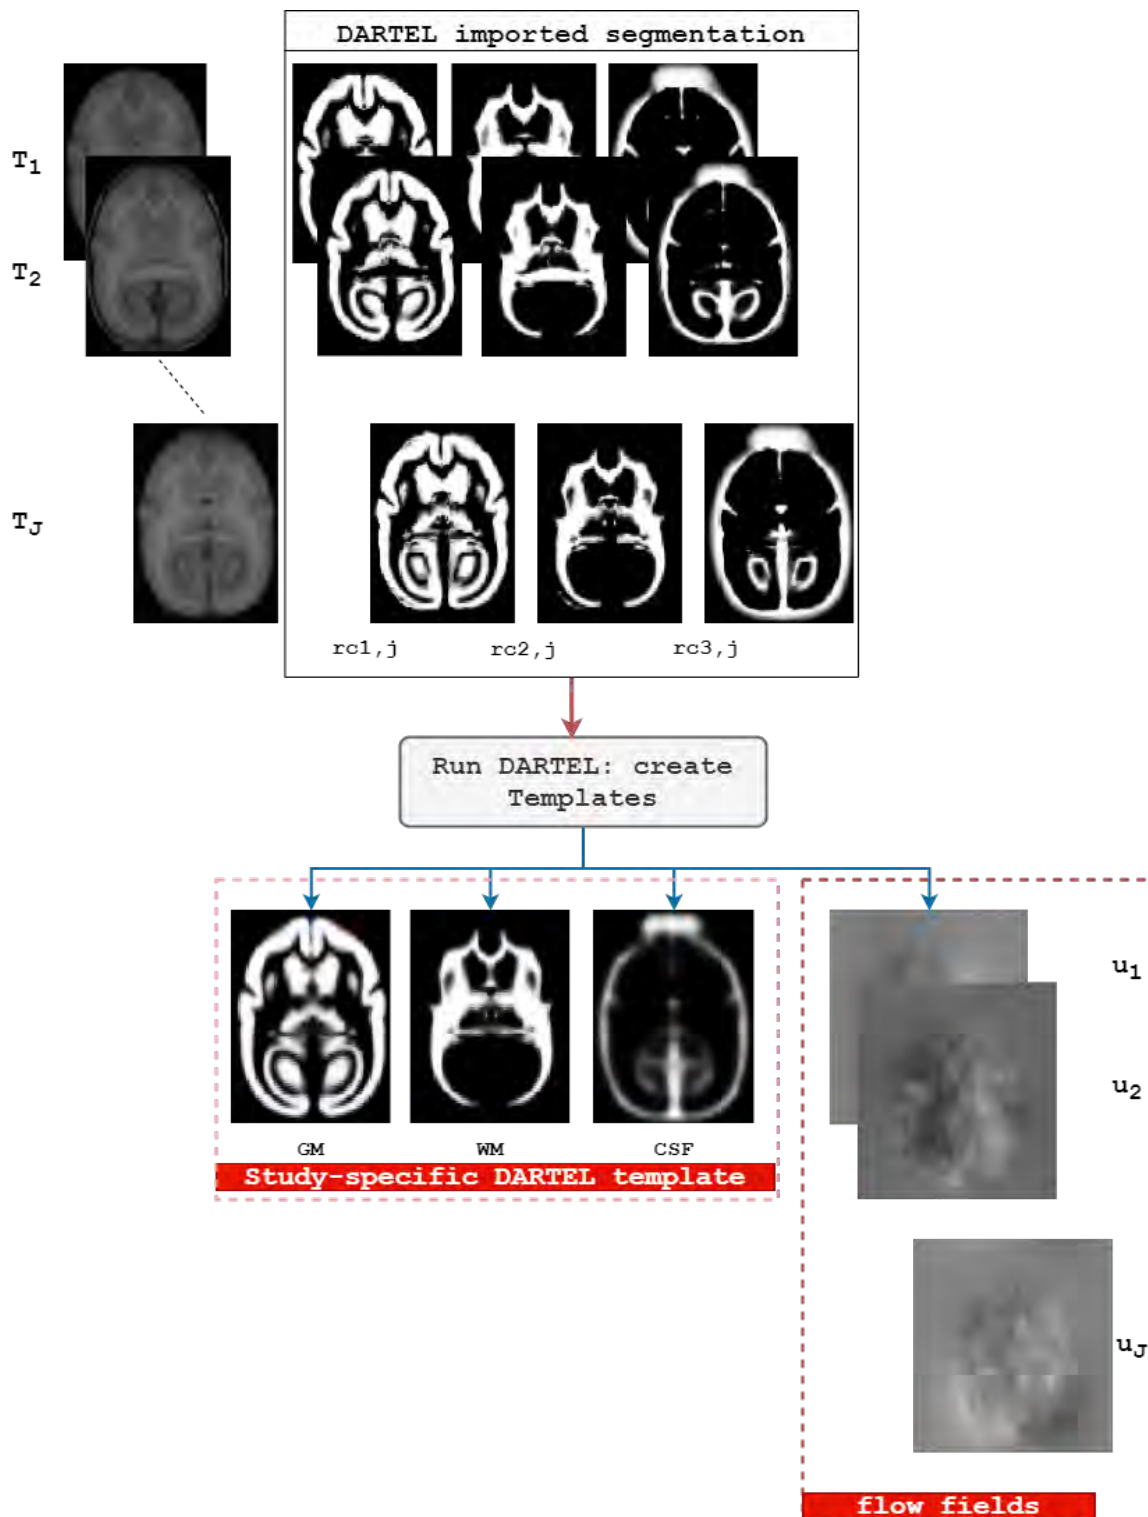 DARTEL imported segmentation
T1
T2
TJ
rc1,j rc2,j rc3,j
Run DARTEL: create
Templates
u1
u2
GM WM CSF
Study-specific DARTEL template
uJ
flow fields